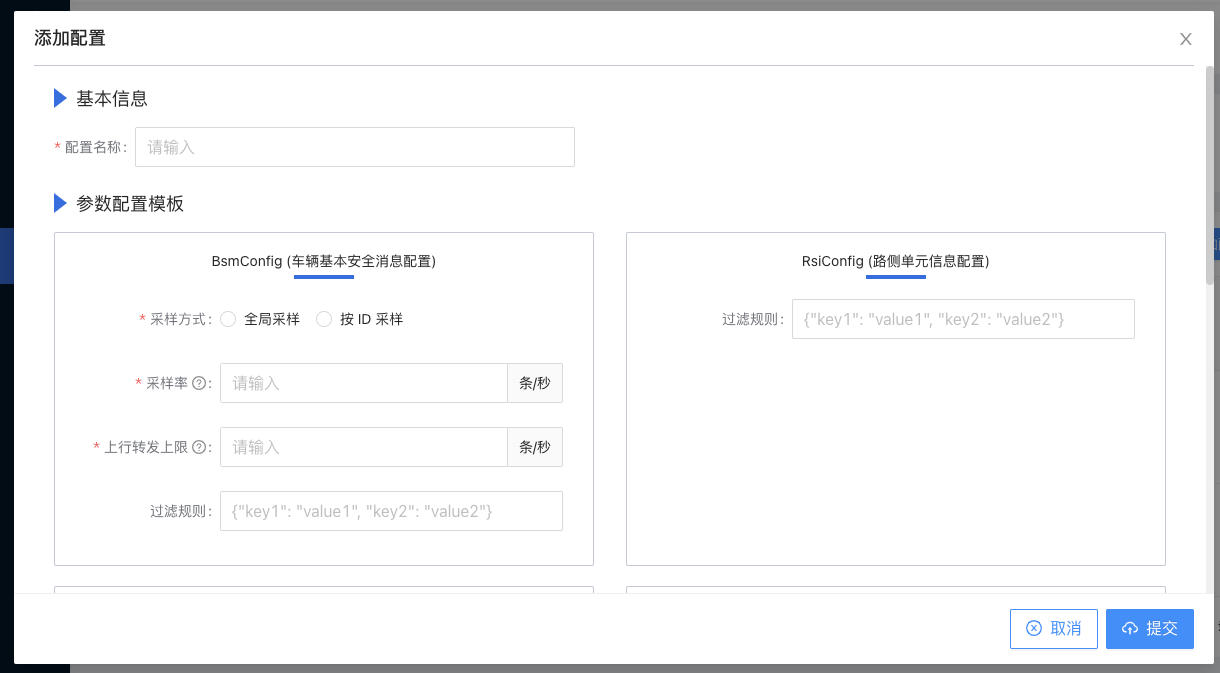 添加配置
基本信息
* 配置名称:
请输入
参数配置模板
BsmConfig (车辆基本安全消息配置)
* 采样方式:
全局采样
按 ID 采样
* 采样率 ? :
请输入
条/秒
* 上行转发上限 ? :
请输入
条/秒
过滤规则:
{"key1": "value1", "key2": "value2"}
RsiConfig (路侧单元信息配置)
过滤规则:
{"key1": "value1", "key2": "value2"}
取消
提交